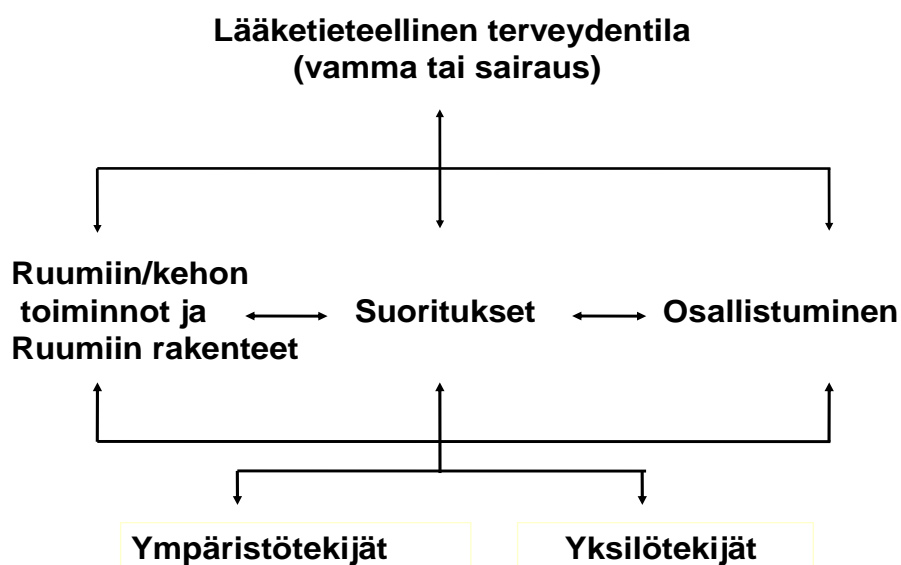 Lääketieteellinen terveydentila
(vamma tai sairaus)
Ruumiin/kehon
toiminnot ja
Ruumiin rakenteet
Suoritukset
Osallistuminen
Ympäristötekijät
Yksilötekijät